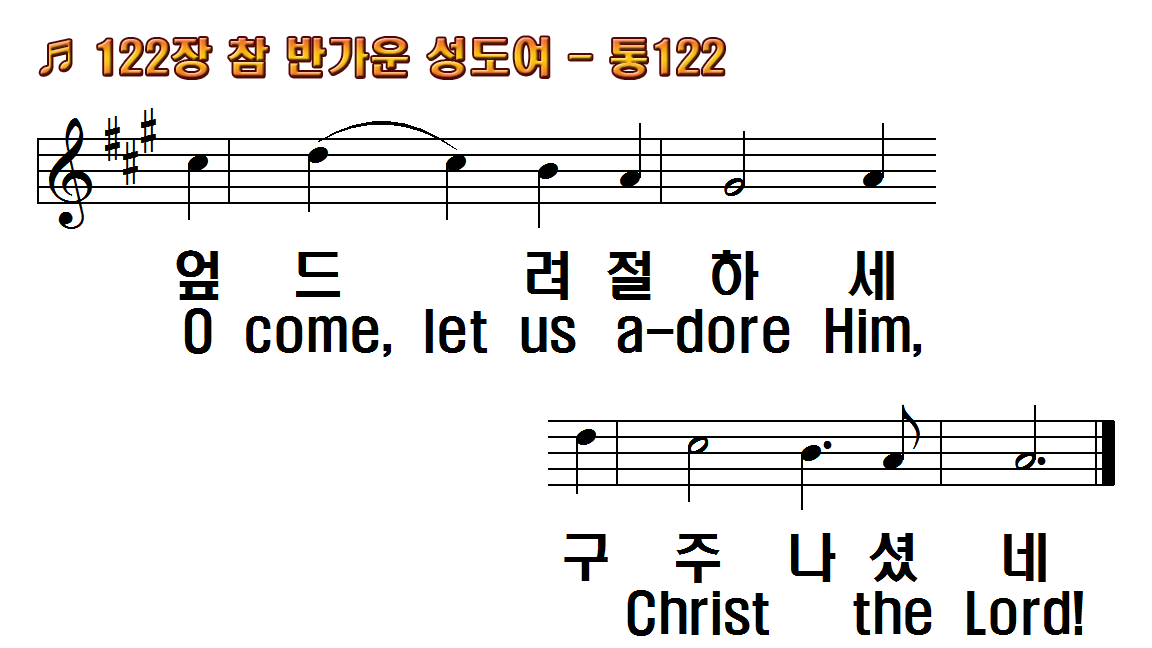 ♬ 122장 참 반가운 성도여 - 통122
엎 드 려 절 하 세
O come, let us a-dore Him,
구 주 나 셨 네
Christ the Lord!